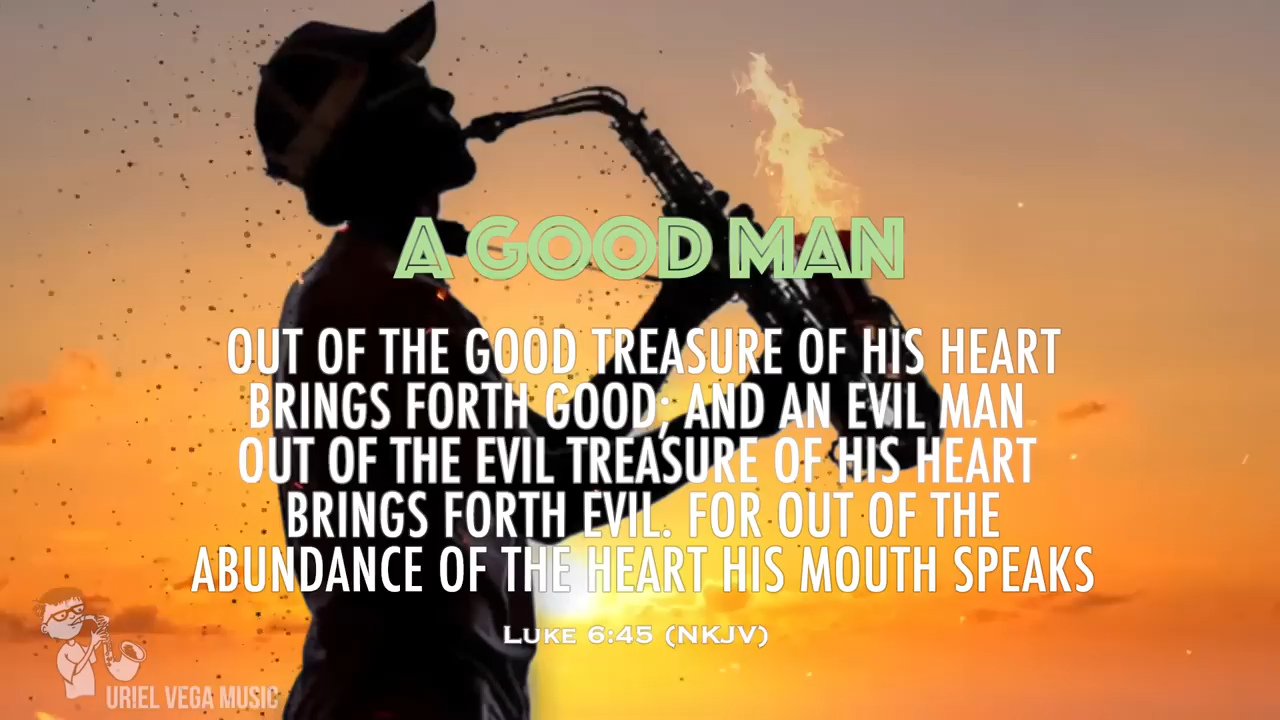 A GOOD MAN
OUT OF THE GOOD TREASURE OF HIS HEART
BRINGS FORTH GOOD; AND AN EVIL MAN
OUT OF THE EVIL TREASURE OF HIS HEART
BRINGS FORTH EVIL. FOR OUT OF THE
ABUNDANCE OF THE HEART HIS MOUTH SPEAKS
LUKE 6:45 (NKJV)
URIEL VEGA MUSIC